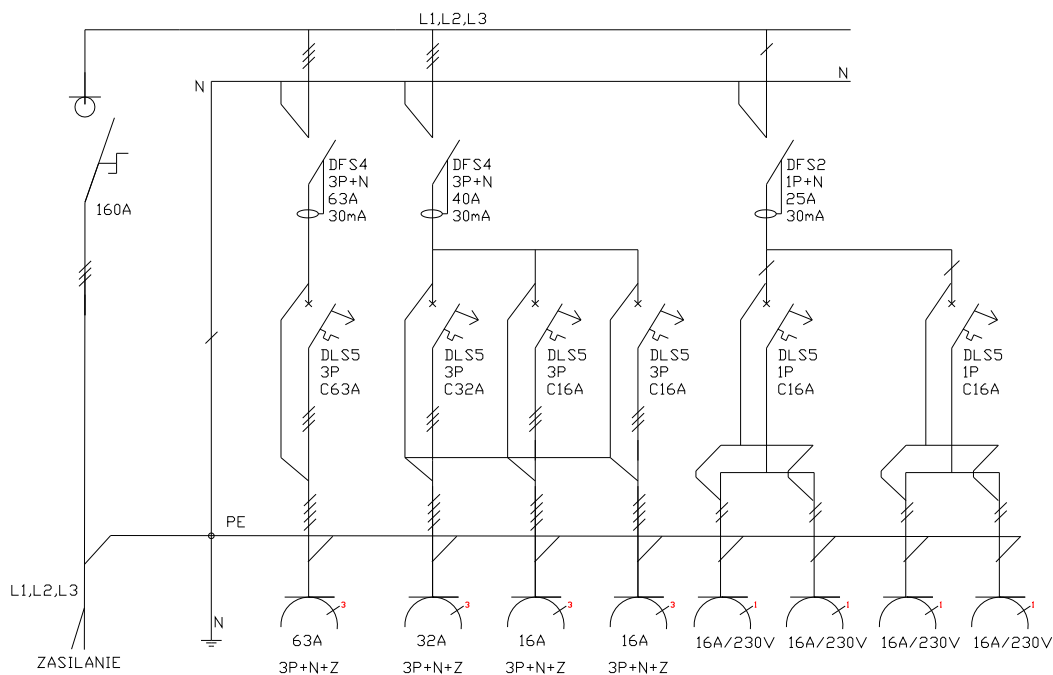 L1,L2,L3
N
N
DFS4
3P+N
63A
30mA
DFS4
3P+N
40A
30mA
DFS2
1P+N
25A
30mA
160A
DLS5
3P
C63A
DLS5
3P
C32A
DLS5
3P
C16A
DLS5
3P
C16A
DLS5
1P
C16A
DLS5
1P
C16A
PE
L1,L2,L3
N
ZASILANIE
3
3
3
3
1
1
1
1
63A
3P+N+Z
32A
3P+N+Z
16A
3P+N+Z
16A
3P+N+Z
16A/230V
16A/230V
16A/230V
16A/230V